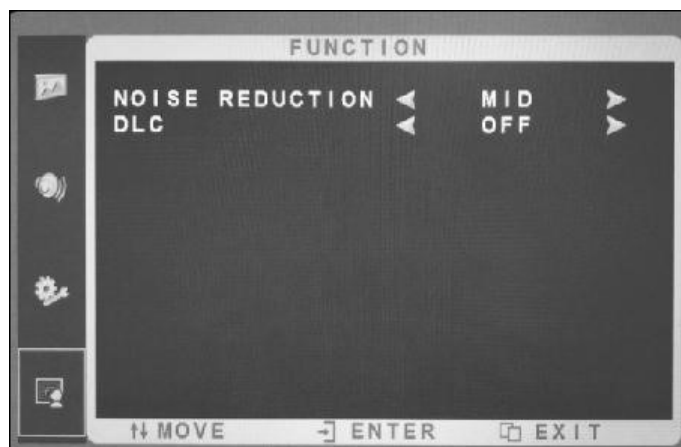 FUNCTION
NOISE REDUCTION MID
DLC OFF
MOVE ENTER EXIT